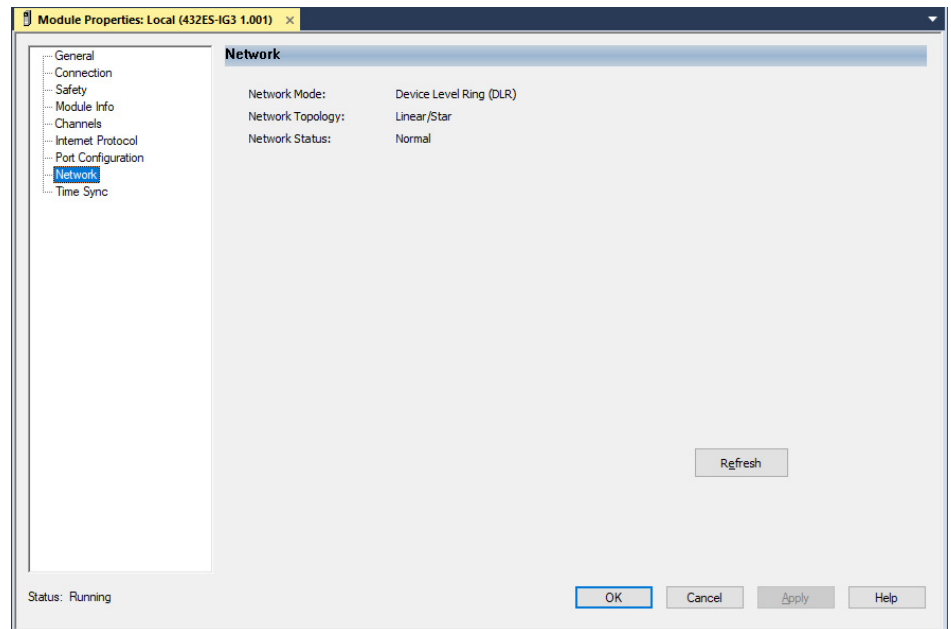 Module Properties: Local (432ES-IG3 1.001) ×
General
Connection
Safety
Module Info
Channels
Internet Protocol
Port Configuration
Network
Time Sync
Network
Network Mode: Device Level Ring (DLR)
Network Topology: Linear/Star
Network Status: Normal
Refresh
Status: Running
OK Cancel Apply Help